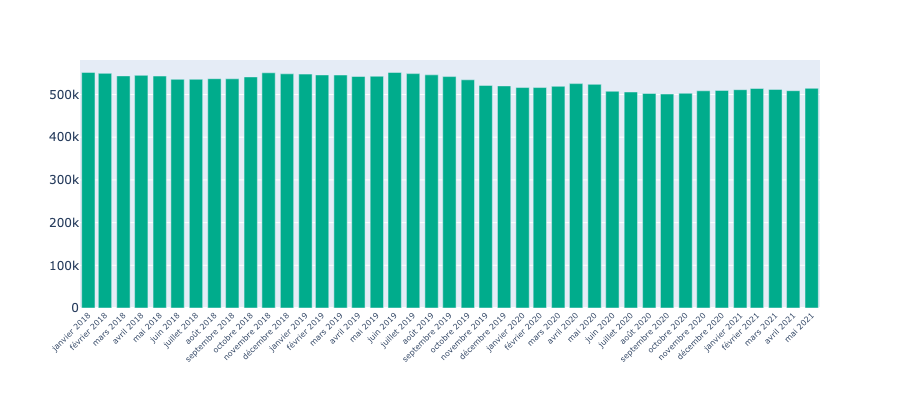 500k
400k
300k
200k
100k
0
janvier 2018
février 2018
mars 2018
avril 2018
mai 2018
juin 2018
juillet 2018
août 2018
septembre 2018
octobre 2018
novembre 2018
décembre 2018
janvier 2019
février 2019
mars 2019
avril 2019
mai 2019
juin 2019
juillet 2019
août 2019
septembre 2019
octobre 2019
novembre 2019
décembre 2019
janvier 2020
février 2020
mars 2020
avril 2020
mai 2020
juin 2020
juillet 2020
août 2020
septembre 2020
octobre 2020
novembre 2020
décembre 2020
janvier 2021
février 2021
mars 2021
avril 2021
mai 2021